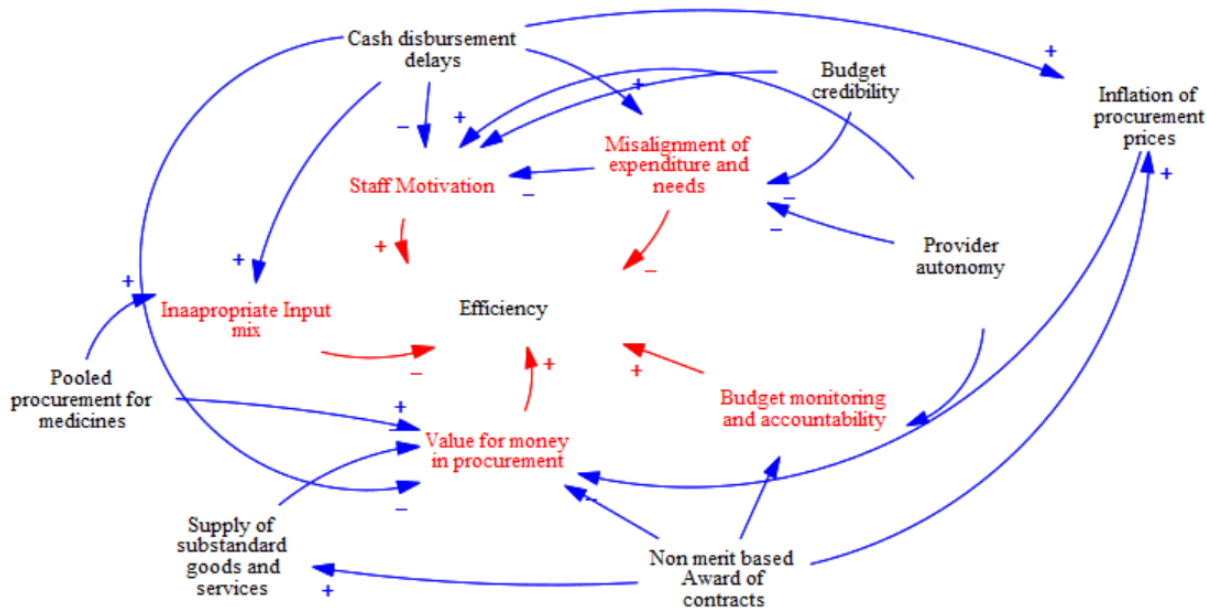 Cash disbursement
delays
Budget
credibility
Inflation of
procurement
prices
Misalignment of
expenditure and
needs
Staff Motivation
Provider
autonomy
Efficiency
Inaapropriate Input
mix
Pooled
procurement for
medicines
Budget monitoring
and accountability
Value for money
in procurement
Supply of
substandard
goods and
services
Non merit based
Award of
contracts
+
+
+
+
+
+
+
+
+
+
+
+
+
−
−
−
−
−
−
−
−
−
−